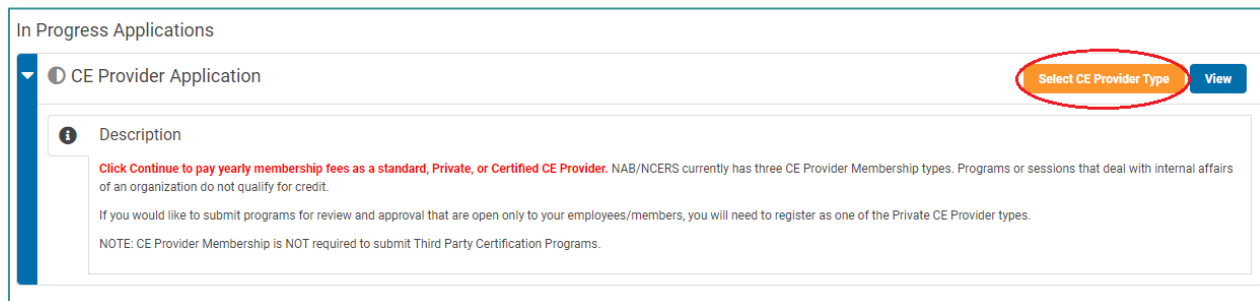 In Progress Applications
CE Provider Application
Select CE Provider Type
View
Description
Click Continue to pay yearly membership fees as a standard, Private, or Certified CE Provider. NAB/NCERS currently has three CE Provider Membership types. Programs or sessions that deal with internal affairs
of an organization do not qualify for credit.
If you would like to submit programs for review and approval that are open only to your employees/members, you will need to register as one of the Private CE Provider types.
NOTE: CE Provider Membership is NOT required to submit Third Party Certification Programs.